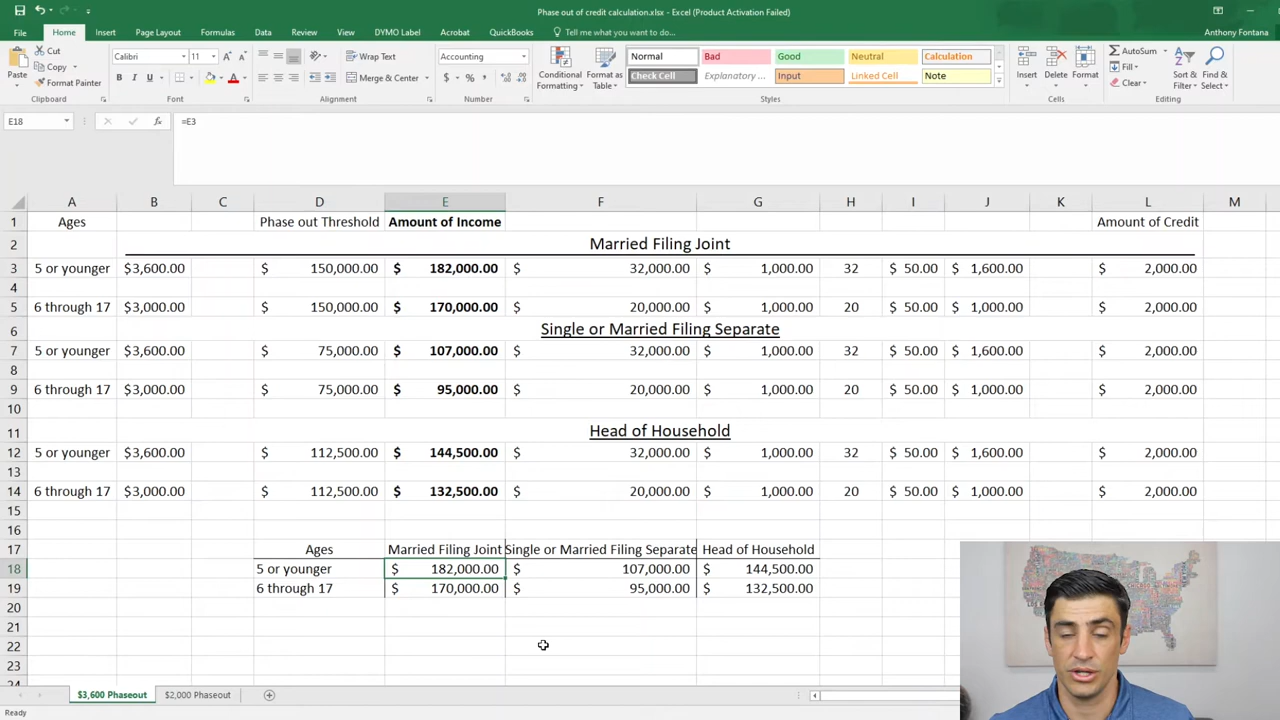 Phase out of credit calculation.xlsx - Excel (Product Activation Failed)
File Home Insert Page Layout Formulas Data Review View DYMO Label Acrobat QuickBooks Tell me what you want to do... Anthony Fontana
Paste Cut Copy Format Painter
Calibri 11
B I U A
Wrap Text
Merge & Center
Accounting
$ % ,
Conditional Formatting
Format as Table
Normal Bad Good Neutral Calculation
Check Cell Explanatory ... Input Linked Cell Note
Insert Delete Format
AutoSum Fill Clear
Sort & Filter
Find & Select
Clipboard Font Alignment Number Styles Cells Editing
E18 fx =E3
A B C D E F G H I J K L M
1 Ages Phase out Threshold Amount of Income Amount of Credit
2 Married Filing Joint
3 5 or younger $3,600.00 $ 150,000.00 $ 182,000.00 $ 32,000.00 $ 1,000.00 32 $ 50.00 $ 1,600.00 $ 2,000.00
4
5 6 through 17 $3,000.00 $ 150,000.00 $ 170,000.00 $ 20,000.00 $ 1,000.00 20 $ 50.00 $ 1,000.00 $ 2,000.00
6 Single or Married Filing Separate
7 5 or younger $3,600.00 $ 75,000.00 $ 107,000.00 $ 32,000.00 $ 1,000.00 32 $ 50.00 $ 1,600.00 $ 2,000.00
8
9 6 through 17 $3,000.00 $ 75,000.00 $ 95,000.00 $ 20,000.00 $ 1,000.00 20 $ 50.00 $ 1,000.00 $ 2,000.00
10
11 Head of Household
12 5 or younger $3,600.00 $ 112,500.00 $ 144,500.00 $ 32,000.00 $ 1,000.00 32 $ 50.00 $ 1,600.00 $ 2,000.00
13
14 6 through 17 $3,000.00 $ 112,500.00 $ 132,500.00 $ 20,000.00 $ 1,000.00 20 $ 50.00 $ 1,000.00 $ 2,000.00
15
16
17 Ages Married Filing Joint Single or Married Filing Separate Head of Household
18 5 or younger $ 182,000.00 $ 107,000.00 $ 144,500.00
19 6 through 17 $ 170,000.00 $ 95,000.00 $ 132,500.00
20
21
22
23
24
$3,600 Phaseout $2,000 Phaseout
Ready